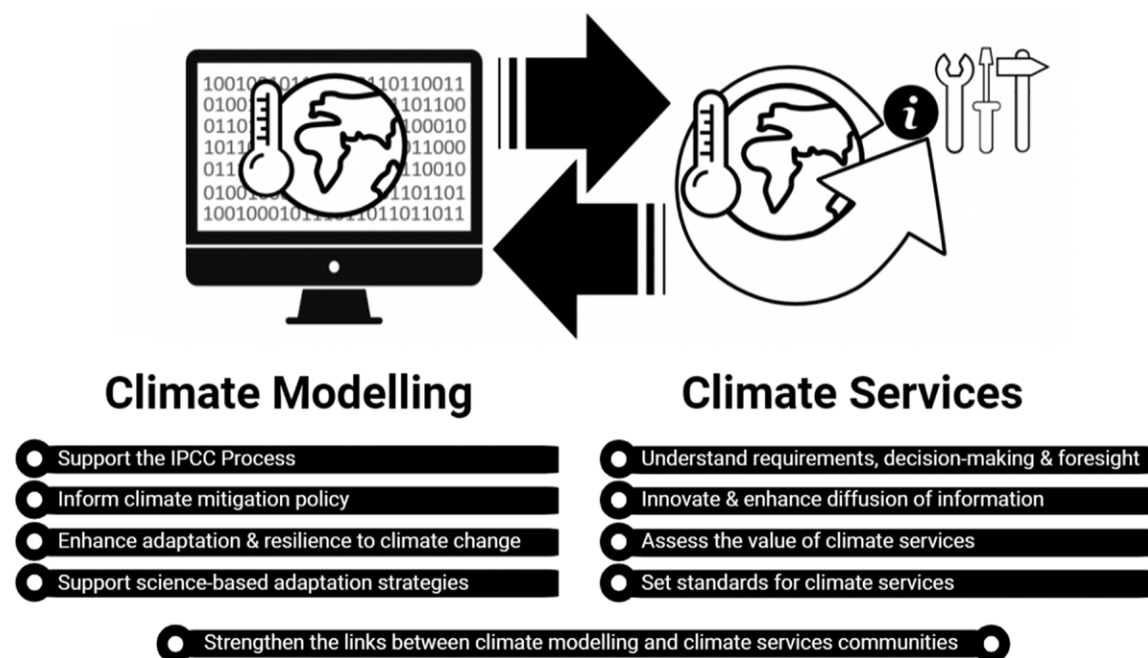 Climate Modelling
Support the IPCC Process
Inform climate mitigation policy
Enhance adaptation & resilience to climate change
Support science-based adaptation strategies
Climate Services
Understand requirements, decision-making & foresight
Innovate & enhance diffusion of information
Assess the value of climate services
Set standards for climate services
Strengthen the links between climate modelling and climate services communities
i